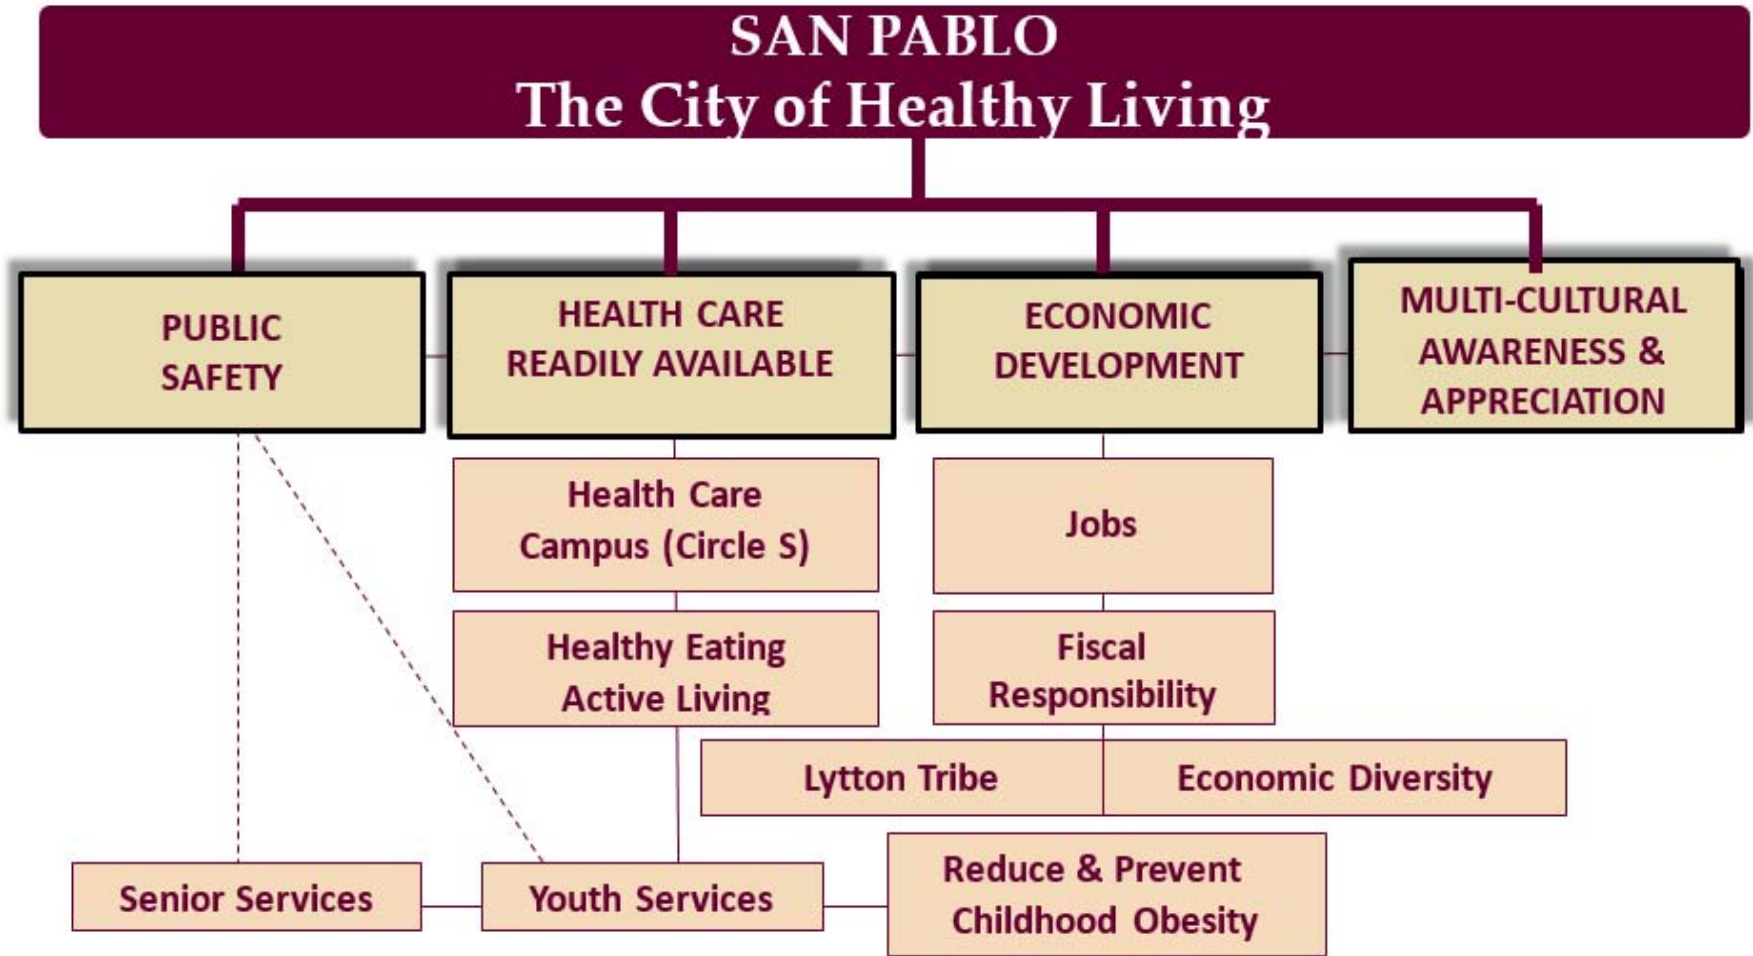 SAN PABLO
The City of Healthy Living
PUBLIC
SAFETY
HEALTH CARE
READILY AVAILABLE
ECONOMIC
DEVELOPMENT
MULTI-CULTURAL
AWARENESS &
APPRECIATION
Health Care
Campus (Circle S)
Jobs
Healthy Eating
Active Living
Fiscal
Responsibility
Lytton Tribe
Economic Diversity
Senior Services
Youth Services
Reduce & Prevent
Childhood Obesity